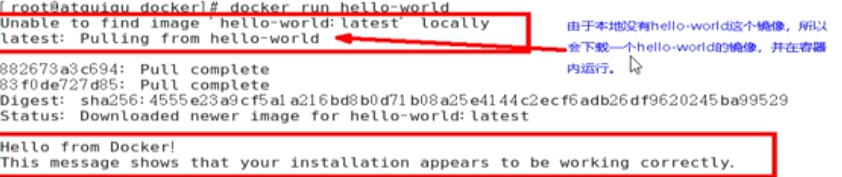 [root@atguigu docker]# docker run hello-world
Unable to find image 'hello-world:latest' locally
latest: Pulling from hello-world
由于本地没有hello-world这个镜像，所以
会下载一个hello-world的镜像，并在容器
内运行。
882673a3c694: Pull complete
83f0de727d85: Pull complete
Digest: sha256:4555e23a9cf5a1a216bd8b0d71b08a25e4144c2ecf6adb26df9620245ba99529
Status: Downloaded newer image for hello-world:latest
Hello from Docker!
This message shows that your installation appears to be working correctly.